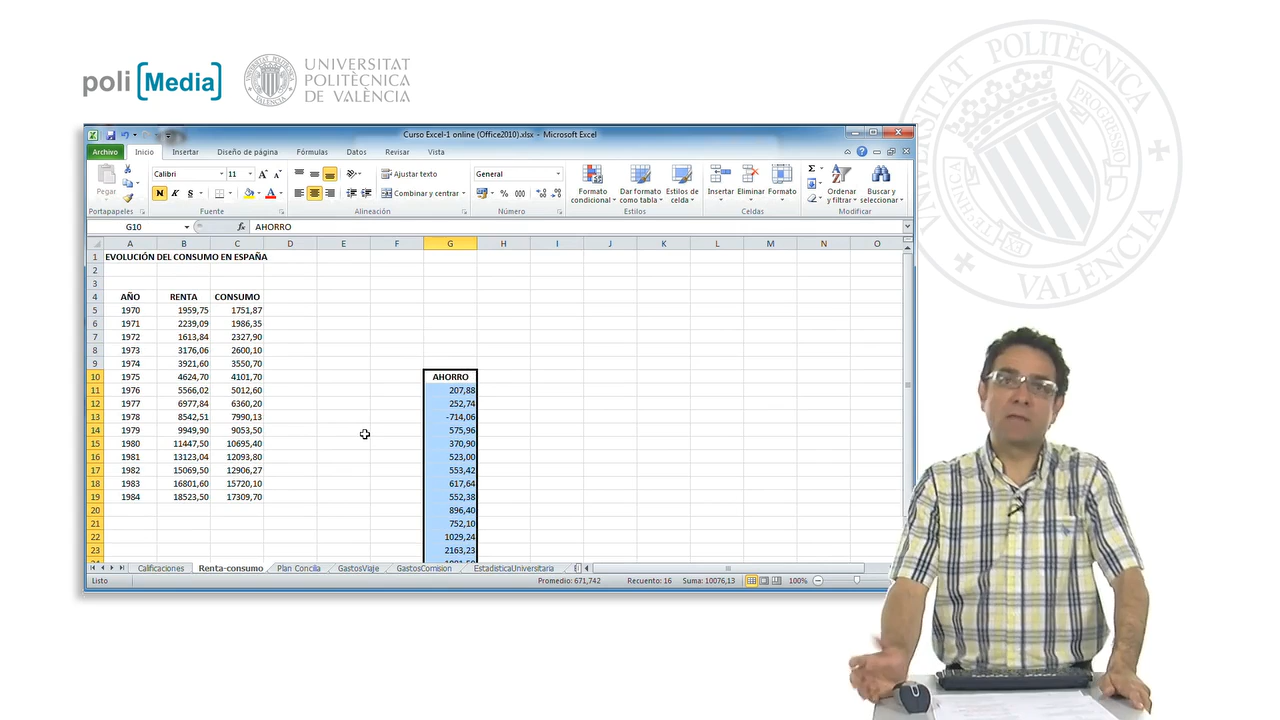 poli [Media]
UNIVERSITAT
POLITÈCNICA
DE VALÈNCIA
UNIVERSITAT POLITÈCNICA
VALÈNCIA
Curso Excel-1 online (Office2010).xlsx - Microsoft Excel
Archivo Inicio Insertar Diseño de página Fórmulas Datos Revisar Vista
Pegar
Calibri 11
Ajustar texto
General
N K S
Combinar y centrar
% 000
Formato condicional Dar formato como tabla Estilos de celda
Insertar Eliminar Formato
Ordenar y filtrar Buscar y seleccionar
Portapapeles Fuente Alineación Número Estilos Celdas Modificar
G10 fx AHORRO
A B C D E F G H I J K L M N O
1 EVOLUCIÓN DEL CONSUMO EN ESPAÑA
2
3
4 AÑO RENTA CONSUMO
5 1970 1959,75 1751,87
6 1971 2239,09 1986,35
7 1972 1613,84 2327,90
8 1973 3176,06 2600,10
9 1974 3921,60 3550,70
10 1975 4624,70 4101,70 AHORRO
11 1976 5566,02 5012,60 207,88
12 1977 6977,84 6360,20 252,74
13 1978 8542,51 7990,13 -714,06
14 1979 9949,90 9053,50 575,96
15 1980 11447,50 10695,40 370,90
16 1981 13123,04 12093,80 523,00
17 1982 15069,50 12906,27 553,42
18 1983 16801,60 15720,10 617,64
19 1984 18523,50 17309,70 552,38
20 896,40
21 752,10
22 1029,24
23 2163,23
Calificaciones Renta-consumo Plan Concilia GastosViaje GastosComision EstadisticaUniversitaria
Listo Promedio: 671,742 Recuento: 16 Suma: 10076,13 100%